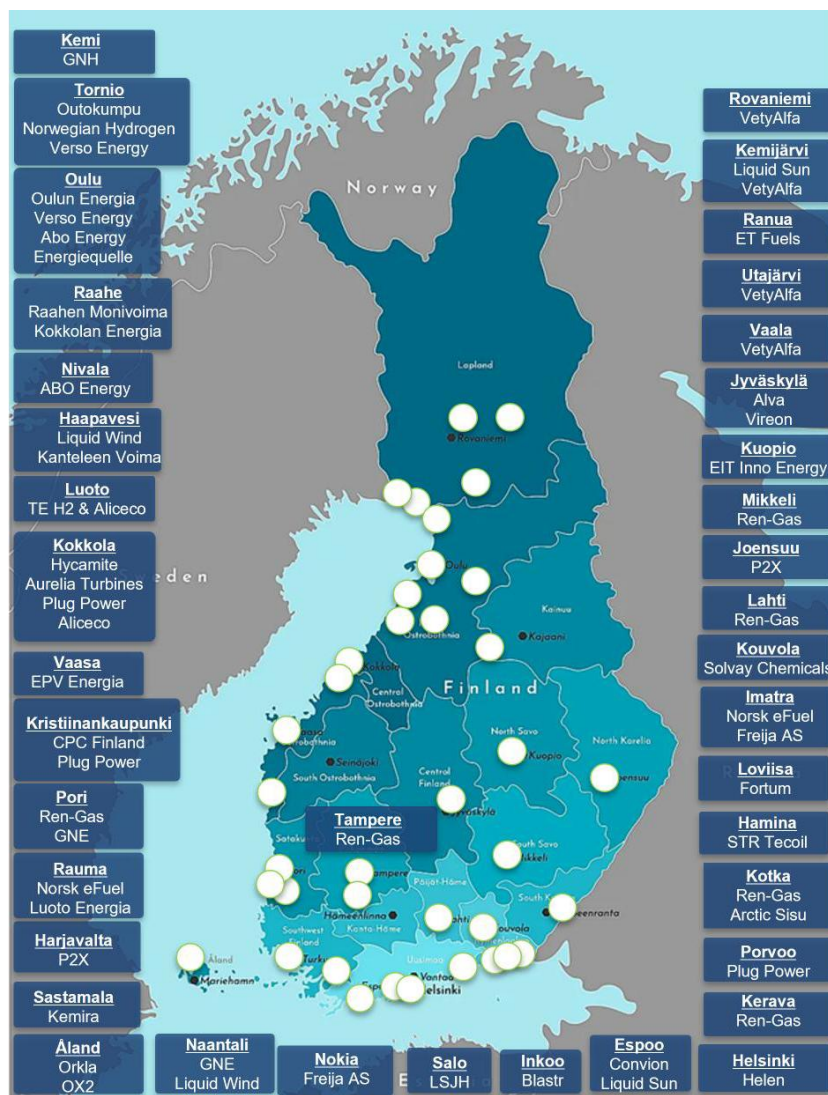 Kemi
GNH
Tornio
Outokumpu
Norwegian Hydrogen
Verso Energy
Oulu
Oulun Energia
Verso Energy
Abo Energy
Energiequelle
Raahe
Raahen Monivoima
Kokkolan Energia
Nivala
ABO Energy
Haapavesi
Liquid Wind
Kanteleen Voima
Luoto
TE H2 & Aliceco
Kokkola
Hycamite
Aurelia Turbines
Plug Power
Aliceco
Vaasa
EPV Energia
Kristiinankaupunki
CPC Finland
Plug Power
Pori
Ren-Gas
GNE
Rauma
Norsk eFuel
Luoto Energia
Harjavalta
P2X
Sastamala
Kemira
Åland
Orkla
OX2
Naantali
GNE
Liquid Wind
Nokia
Freija AS
Salo
LSJH
Inkoo
Blastr
Espoo
Convion
Liquid Sun
Helsinki
Helen
Rovaniemi
VetyAlfa
Kemijärvi
Liquid Sun
VetyAlfa
Ranua
ET Fuels
Utajärvi
VetyAlfa
Vaala
VetyAlfa
Jyväskylä
Alva
Vireon
Kuopio
EIT Inno Energy
Mikkeli
Ren-Gas
Joensuu
P2X
Lahti
Ren-Gas
Kouvola
Solvay Chemicals
Imatra
Norsk eFuel
Freija AS
Loviisa
Fortum
Hamina
STR Tecoil
Kotka
Ren-Gas
Arctic Sisu
Porvoo
Plug Power
Kerava
Ren-Gas
Tampere
Ren-Gas
Norway
Lapland
Rovaniemi
Oulu
Kainuu
Ostrobothnia
Kajaani
Kokkola
Central
Ostrobothnia
Finland
North Savo
Kuopio
North Karelia
Seinäjoki
South Ostrobothnia
Central
Finland
Jyväskylä
South Savo
Päijät-Häme
Hämeenlinna
Kanta-Häme
Southwest
Finland
Turku
Uusimaa
Vantaa
Helsinki
Åland
Mariehamn